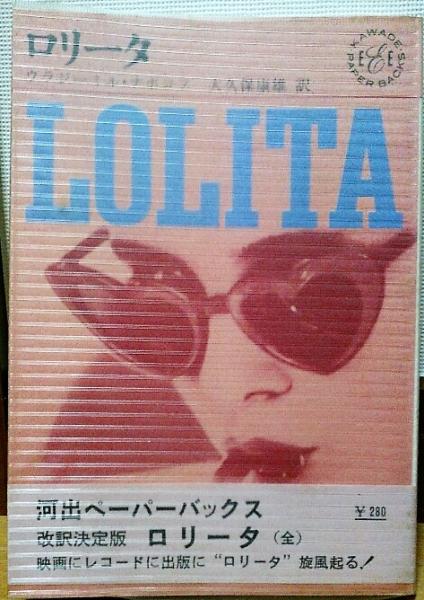 ロリータ
ウラジーミル・ナボコフ 大久保康雄 訳
KAWADE・S
EEE
PAPER BACKS
LOLITA
河出ペーパーバックス
¥280
改訳決定版 ロリータ（全）
映画にレコードに出版に“ロリータ”旋風起る！